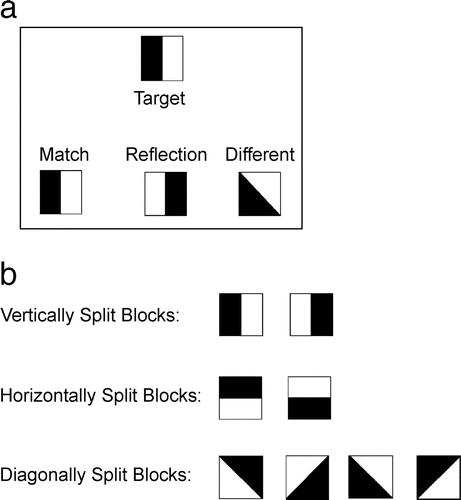 a
Target
Match Reflection Different
b
Vertically Split Blocks:
Horizontally Split Blocks:
Diagonally Split Blocks: